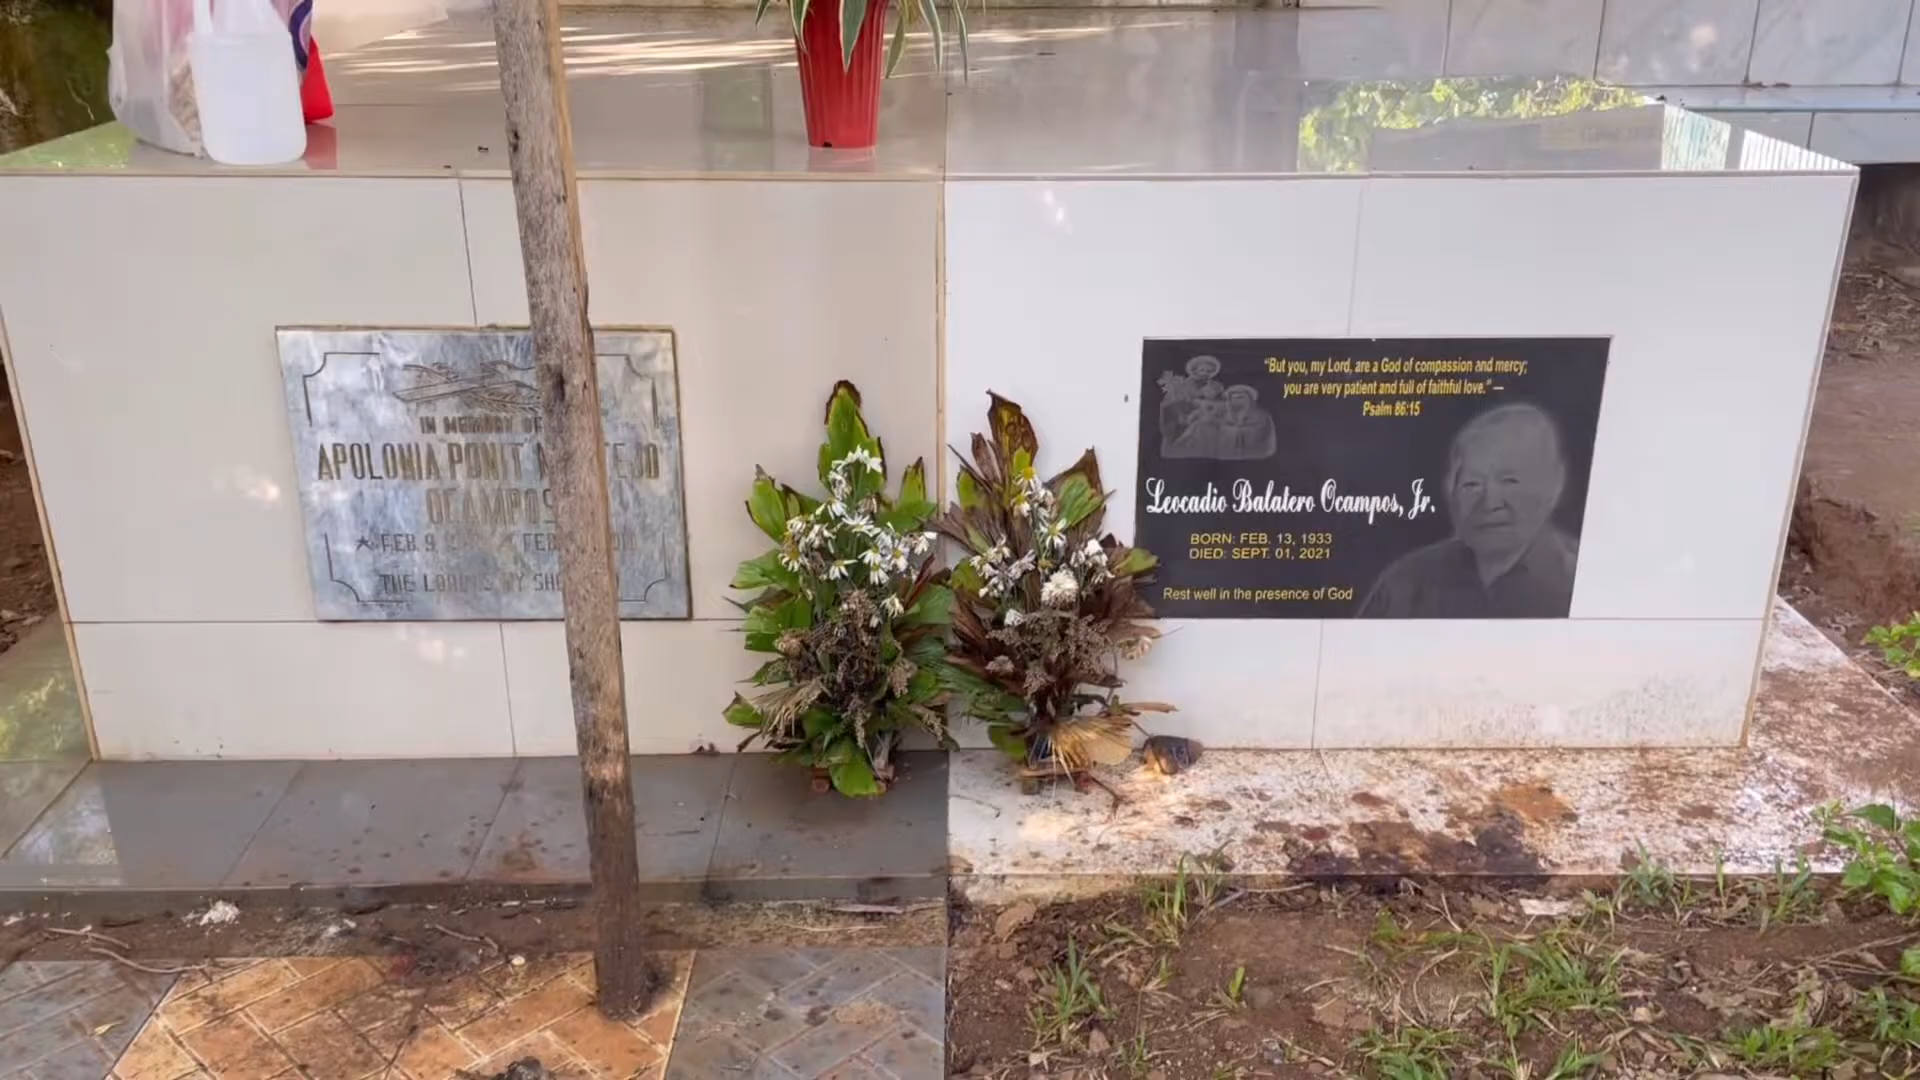 IN MEMORY OF
APOLONIA PONIT
OCAMPOS
FEB. 9, FEB.
THE LORD IS MY
“But you, my Lord, are a God of compassion and mercy;
you are very patient and full of faithful love.” —
Psalm 86:15
Leocadio Balatero Ocampos, Jr.
BORN: FEB. 13, 1933
DIED: SEPT. 01, 2021
Rest well in the presence of God